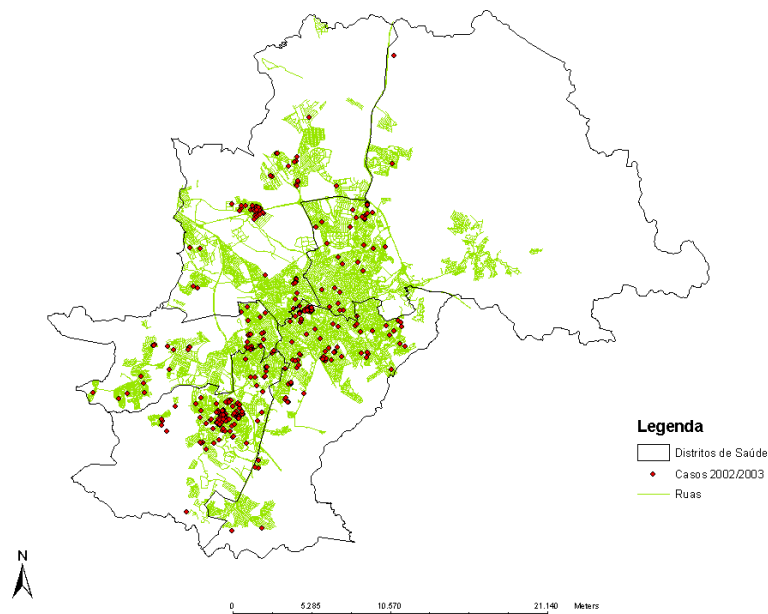 Legenda
Distritos de Saúde
Casos 2002/2003
Ruas
N
0 5.285 10.570 21.140 Meters